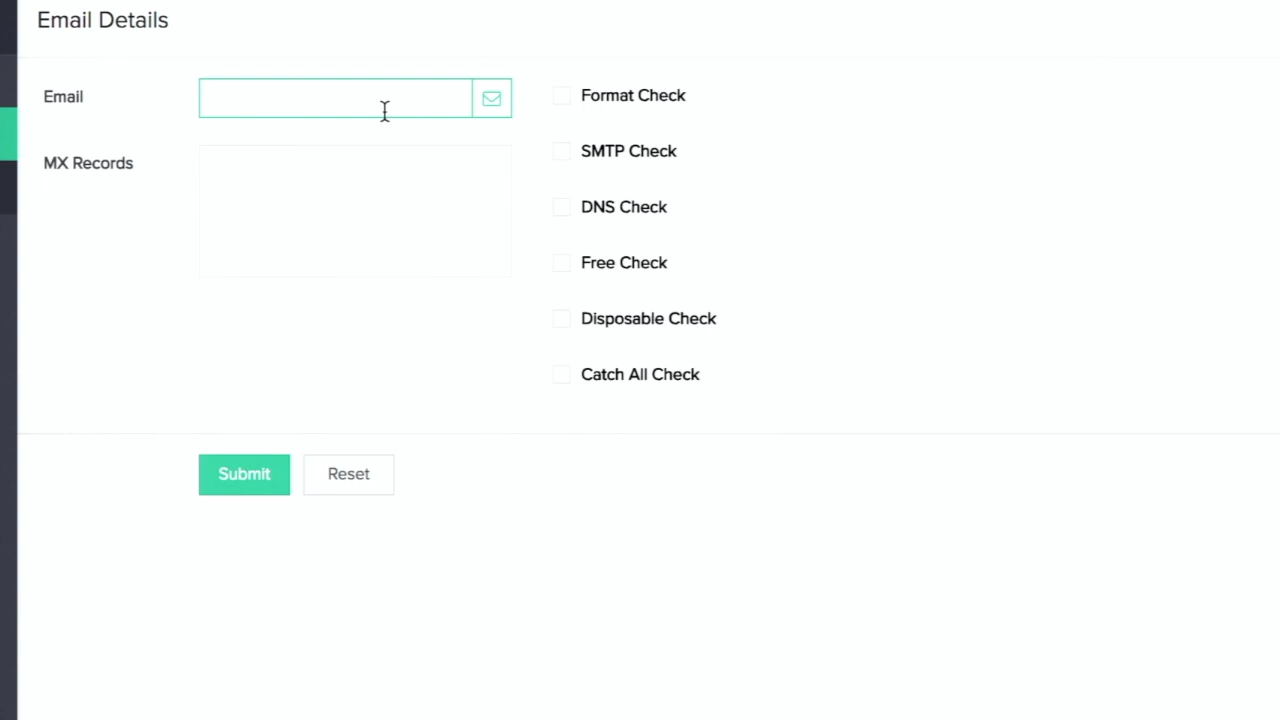 Email Details
Email
MX Records
Format Check
SMTP Check
DNS Check
Free Check
Disposable Check
Catch All Check
Submit
Reset